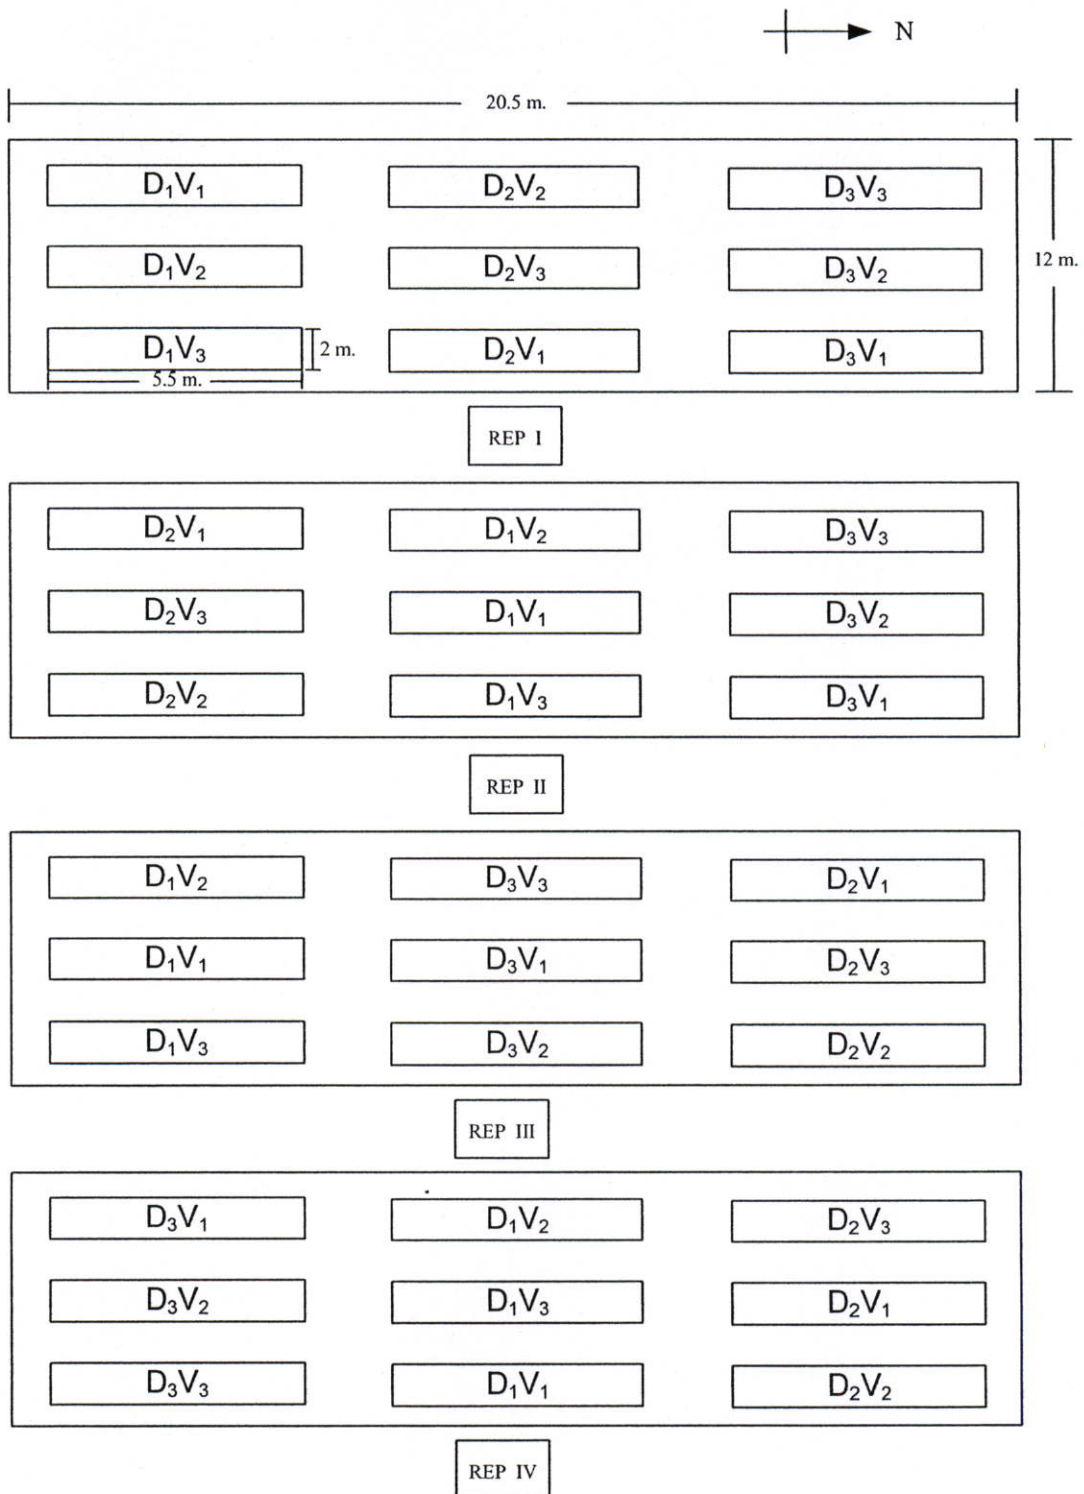 N
20.5 m.
D₁V₁ D₂V₂ D₃V₃
D₁V₂ D₂V₃ D₃V₂
12 m.
D₁V₃ D₂V₁ D₃V₁
2 m.
5.5 m.
REP I
D₂V₁ D₁V₂ D₃V₃
D₂V₃ D₁V₁ D₃V₂
D₂V₂ D₁V₃ D₃V₁
REP II
D₁V₂ D₃V₃ D₂V₁
D₁V₁ D₃V₁ D₂V₃
D₁V₃ D₃V₂ D₂V₂
REP III
D₃V₁ D₁V₂ D₂V₃
D₃V₂ D₁V₃ D₂V₁
D₃V₃ D₁V₁ D₂V₂
REP IV